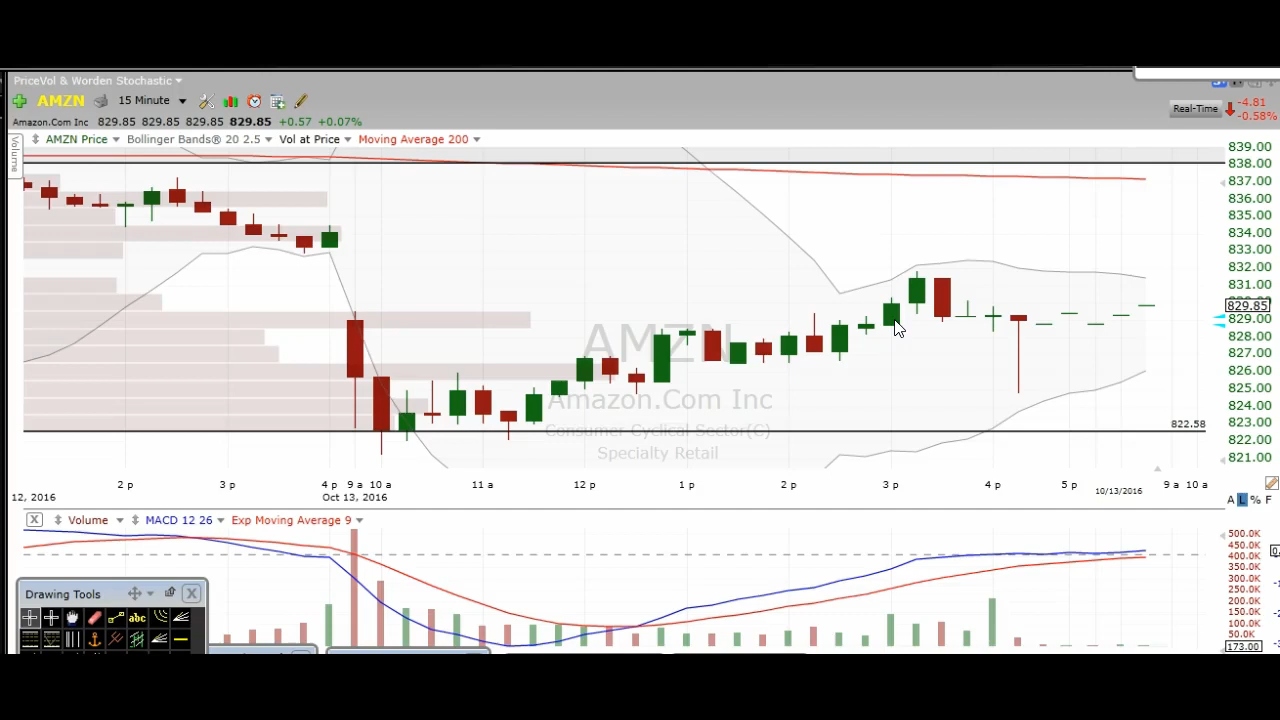 PriceVol & Worden Stochastic
AMZN 15 Minute
Real-Time -4.81
-0.58%
Amazon.Com Inc 829.85 829.85 829.85 829.85 +0.57 +0.07%
AMZN Price Bollinger Bands® 20 2.5 Vol at Price Moving Average 200
Volume
839.00
838.00
837.00
836.00
835.00
834.00
833.00
832.00
831.00
829.85
829.00
828.00
827.00
826.00
825.00
824.00
823.00
822.00
821.00
AMZN
Amazon.Com Inc
Consumer Cyclical Sector(C)
Specialty Retail
822.58
2 p 3 p 4 p 9 a 10 a 11 a 12 p 1 p 2 p 3 p 4 p 5 p 9 a 10 a
12, 2016 Oct 13, 2016 10/13/2016
A L % F
X Volume MACD 12 26 Exp Moving Average 9
500.0K
450.0K
400.0K
350.0K
300.0K
250.0K
200.0K
150.0K
100.0K
50.0K
173.00
Drawing Tools X
abc